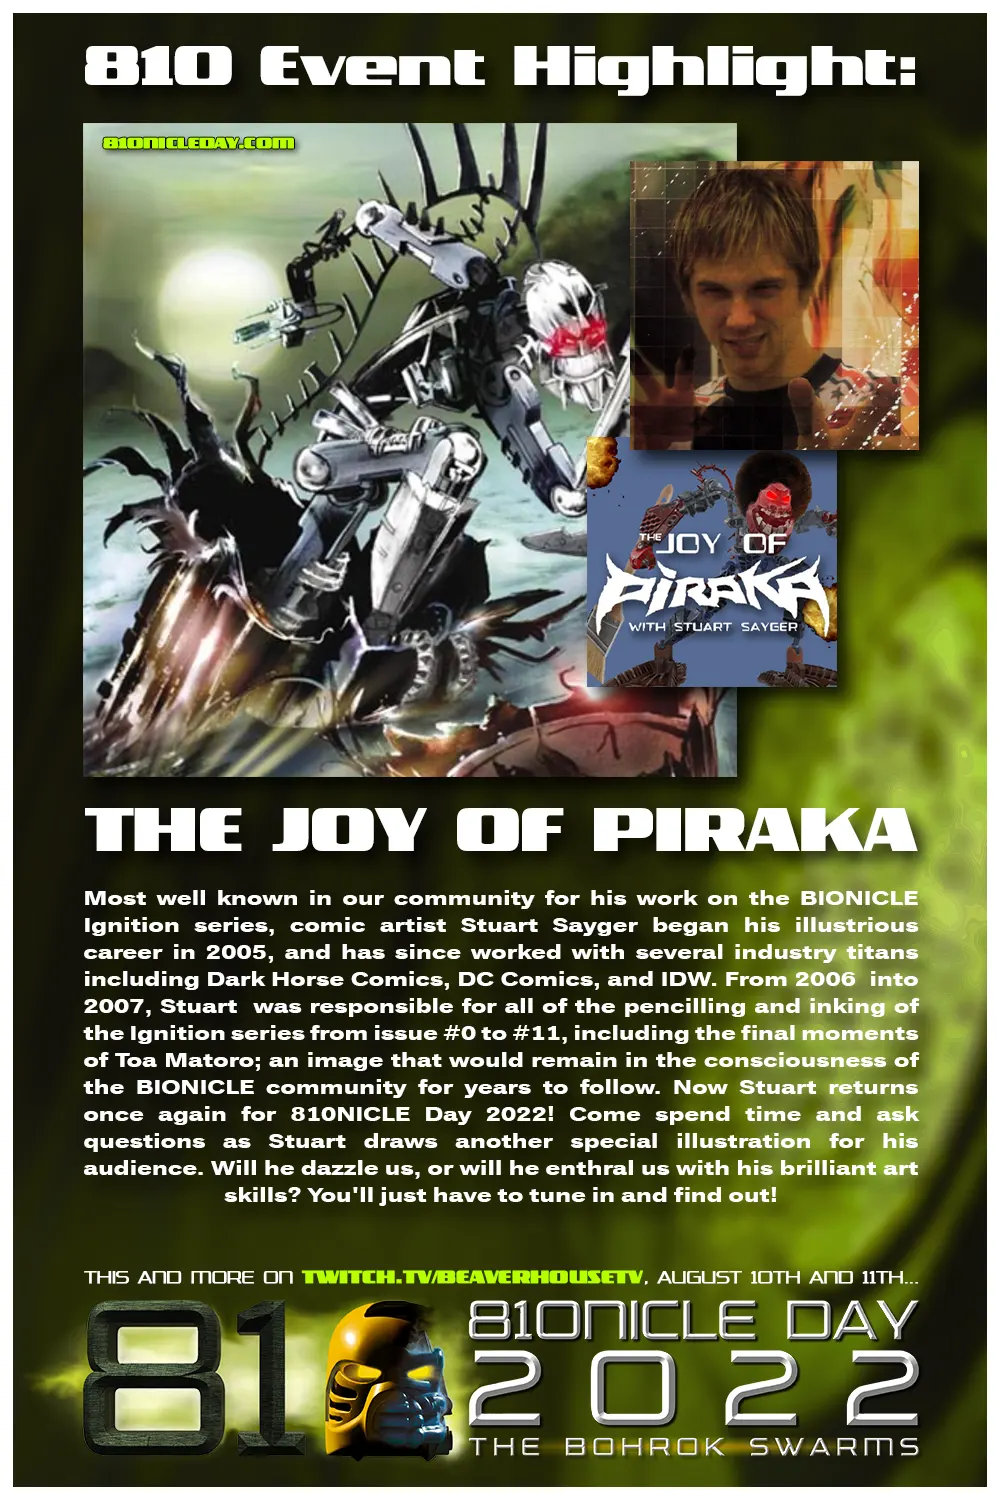 810 Event Highlight:
810NICLEDAY.COM
THE JOY OF
PIRAKA
WITH STUART SAYGER
THE JOY OF PIRAKA
Most well known in our community for his work on the BIONICLE
Ignition series, comic artist Stuart Sayger began his illustrious
career in 2005, and has since worked with several industry titans
including Dark Horse Comics, DC Comics, and IDW. From 2006 into
2007, Stuart was responsible for all of the pencilling and inking of
the Ignition series from issue #0 to #11, including the final moments
of Toa Matoro; an image that would remain in the consciousness of
the BIONICLE community for years to follow. Now Stuart returns
once again for 810NICLE Day 2022! Come spend time and ask
questions as Stuart draws another special illustration for his
audience. Will he dazzle us, or will he enthral us with his brilliant art
skills? You'll just have to tune in and find out!
THIS AND MORE ON TWITCH.TV/BEAVERHOUSETV, AUGUST 10TH AND 11TH...
810
810NICLE DAY
2022
THE BOHROK SWARMS